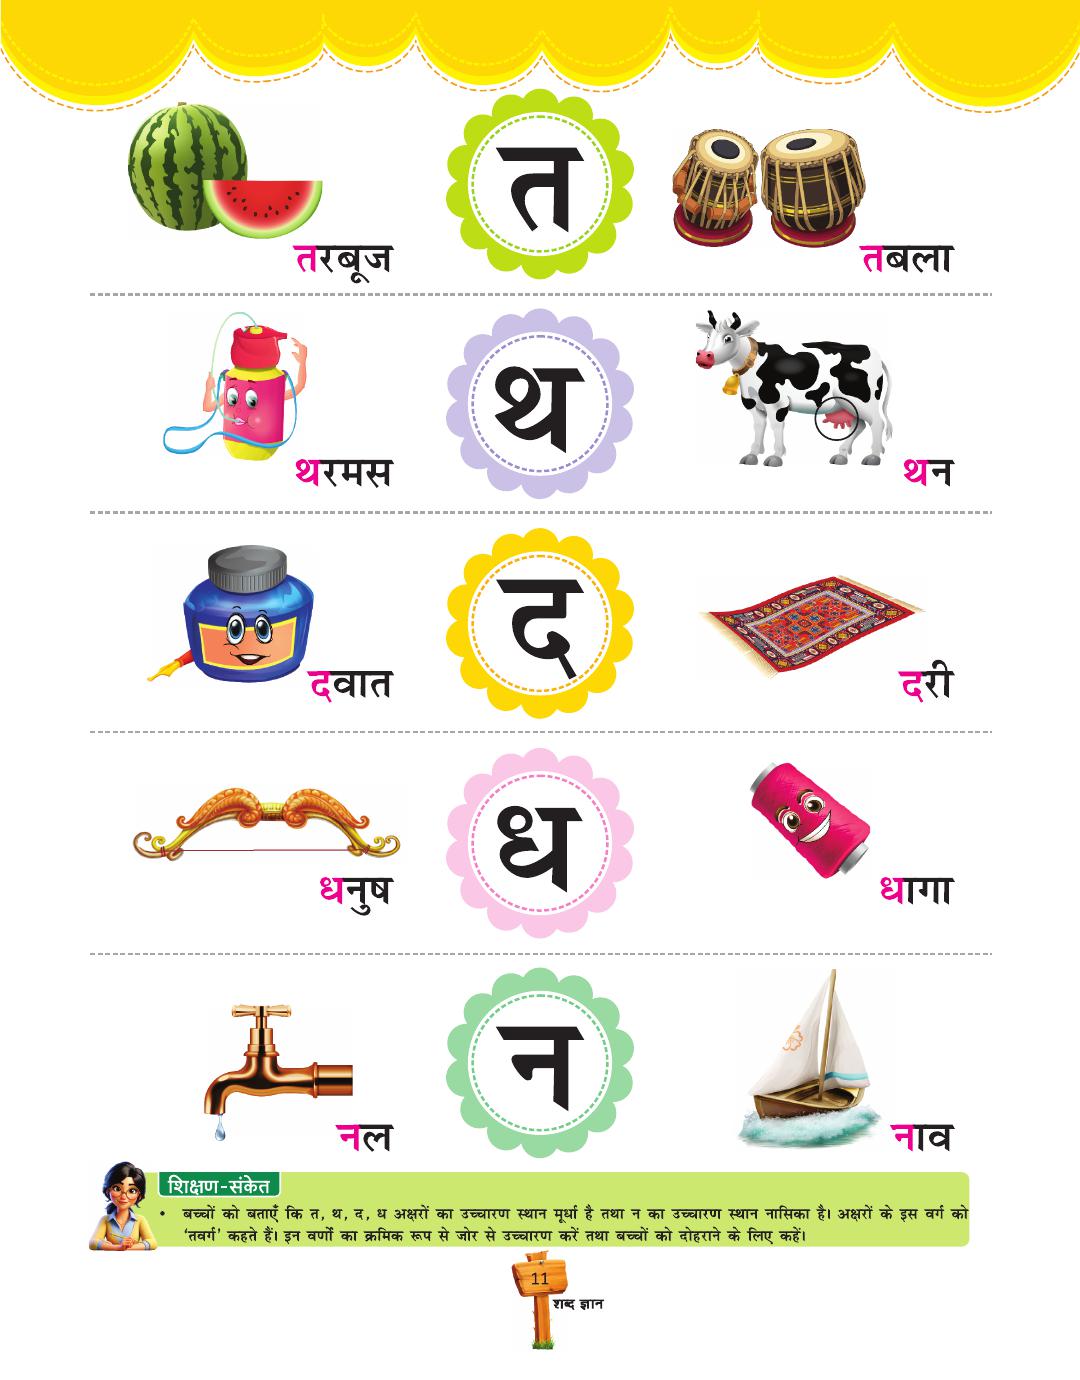 त
तरबूज
तबला
थ
थरमस
थन
द
दवात
दरी
ध
धनुष
धागा
न
नल
नाव
शिक्षण-संकेत
• बच्चों को बताएँ कि त, थ, द, ध अक्षरों का उच्चारण स्थान मूर्धा है तथा न का उच्चारण स्थान नासिका है। अक्षरों के इस वर्ग को
‘तवर्ग’ कहते हैं। इन वर्णों का क्रमिक रूप से जोर से उच्चारण करें तथा बच्चों को दोहराने के लिए कहें।
11
शब्द ज्ञान